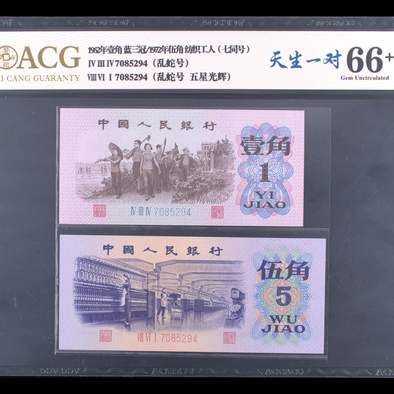 ACG
I CANG GUARANTY
1962年壹角 蓝三冠/1972年伍角 纺织工人（七同号）
IV III IV 7085294（乱蛇号）
VIII VI I 7085294（乱蛇号 五星光辉）
天生一对 66+
Gem Uncirculated
中国人民银行
壹角
1
YI
JIAO
IV III IV 7085294
中国人民银行
伍角
5
WU
JIAO
VIII VI I 7085294